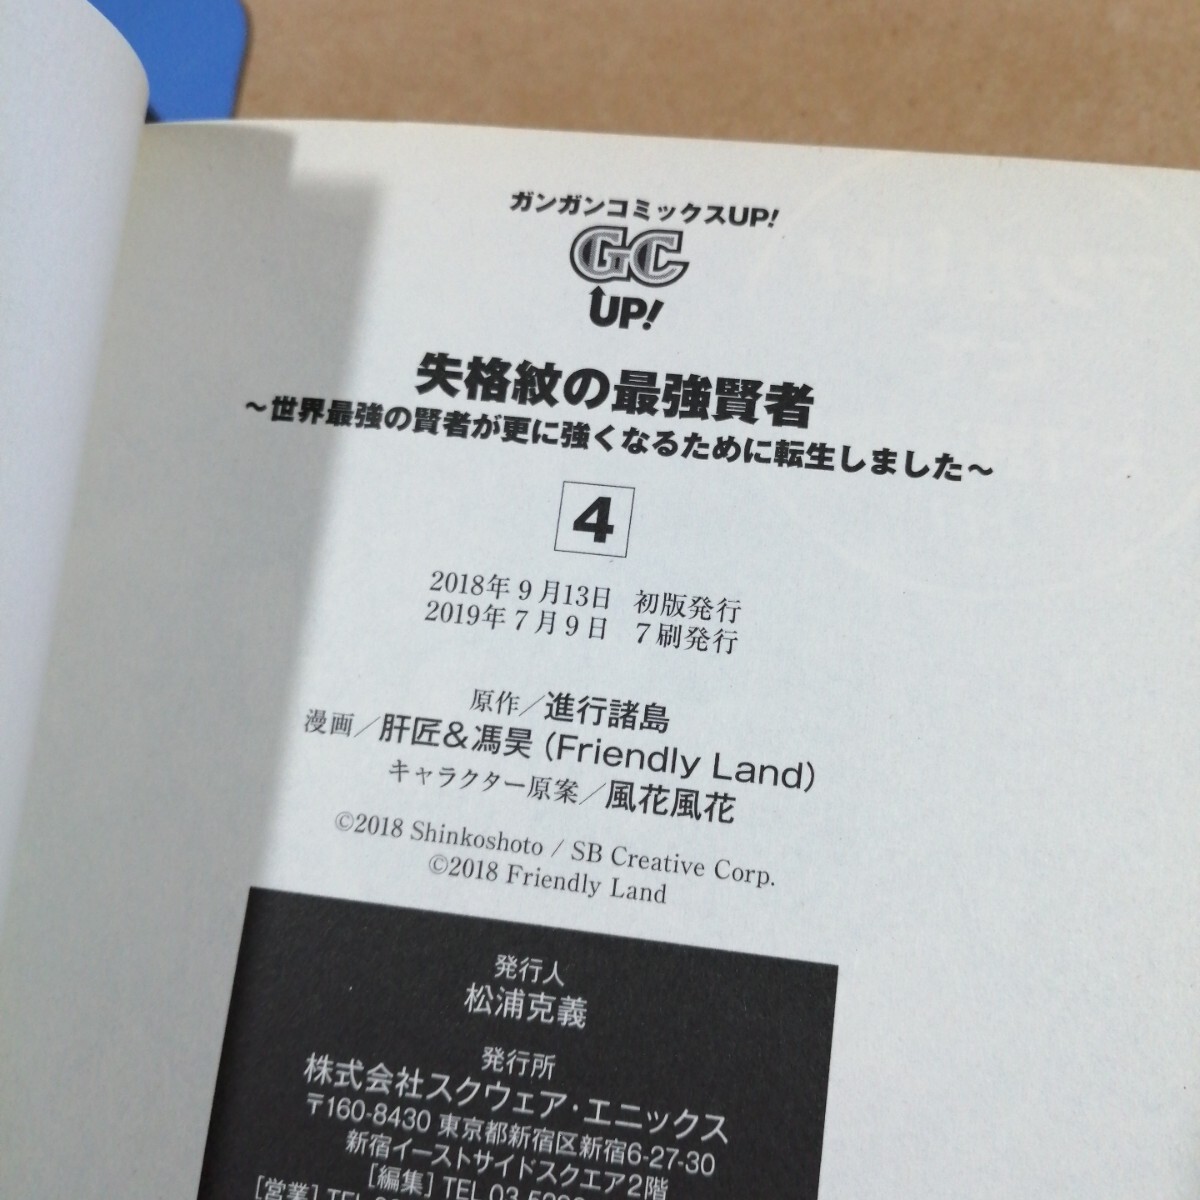 ガンガンコミックスUP!
GC
UP!
失格紋の最強賢者
～世界最強の賢者が更に強くなるために転生しました～
4
2018年9月13日 初版発行
2019年7月9日 7刷発行
原作／進行諸島
漫画／肝匠&馮昊(Friendly Land)
キャラクター原案／風花風花
©2018 Shinkoshoto / SB Creative Corp.
©2018 Friendly Land
発行人
松浦克義
発行所
株式会社スクウェア・エニックス
〒160-8430 東京都新宿区新宿6-27-30
新宿イーストサイドスクエア2階
[編集] TEL 03
[営業] TEL